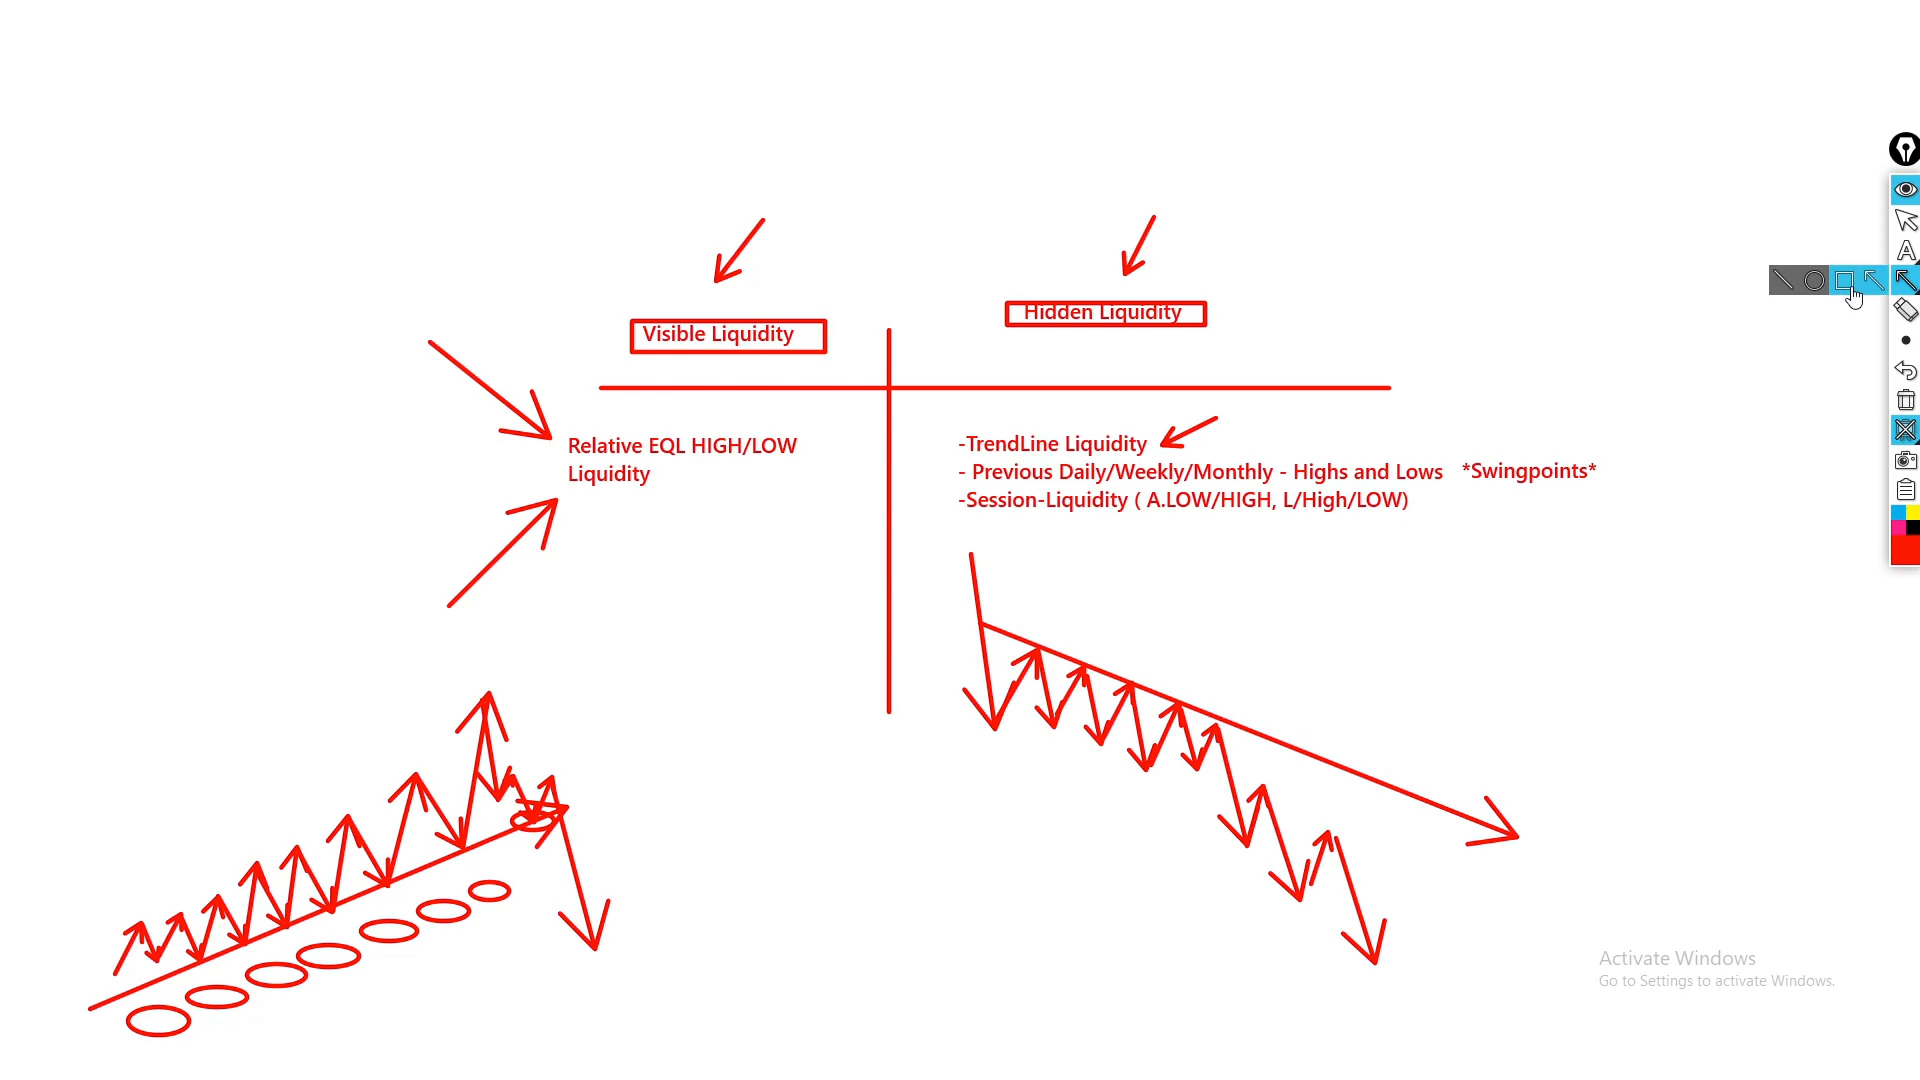 Hidden Liquidity
Visible Liquidity
Relative EQL HIGH/LOW
Liquidity
-TrendLine Liquidity
- Previous Daily/Weekly/Monthly - Highs and Lows *Swingpoints*
-Session-Liquidity ( A.LOW/HIGH, L/High/LOW)
Activate Windows
Go to Settings to activate Windows.